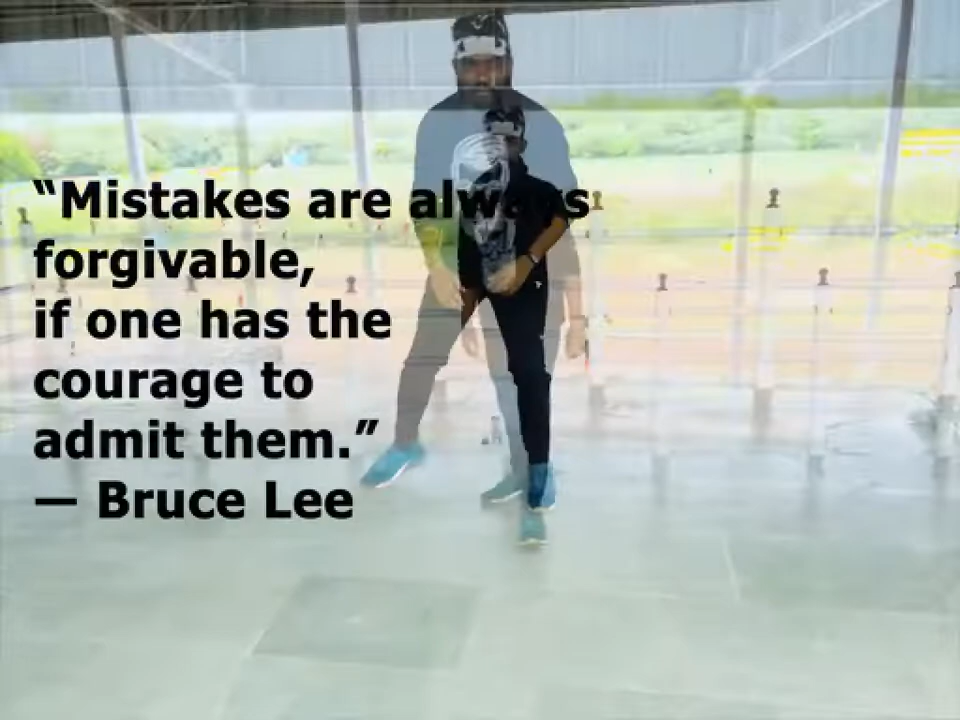 “Mistakes are always
forgivable,
if one has the
courage to
admit them.”
— Bruce Lee